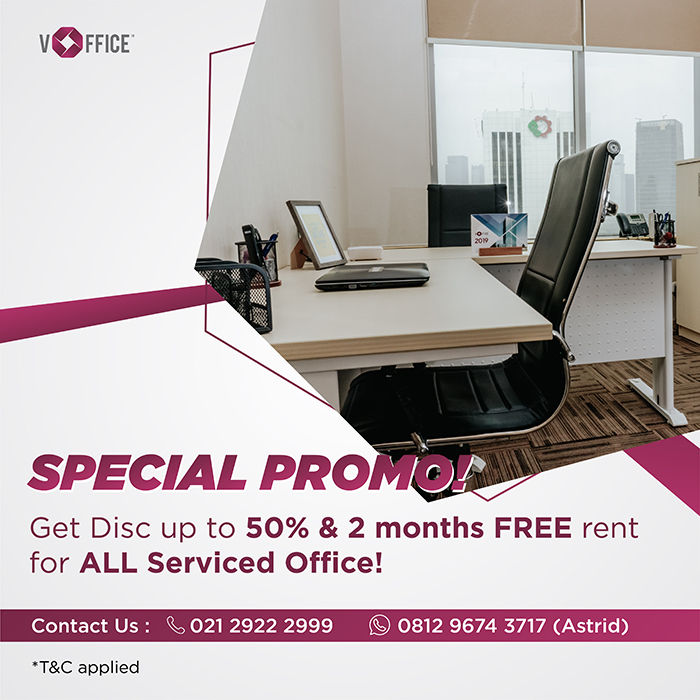 VOFFICE
2019
SPECIAL PROMO!
Get Disc up to 50% & 2 months FREE rent
for ALL Serviced Office!
Contact Us : 021 2922 2999 0812 9674 3717 (Astrid)
*T&C applied